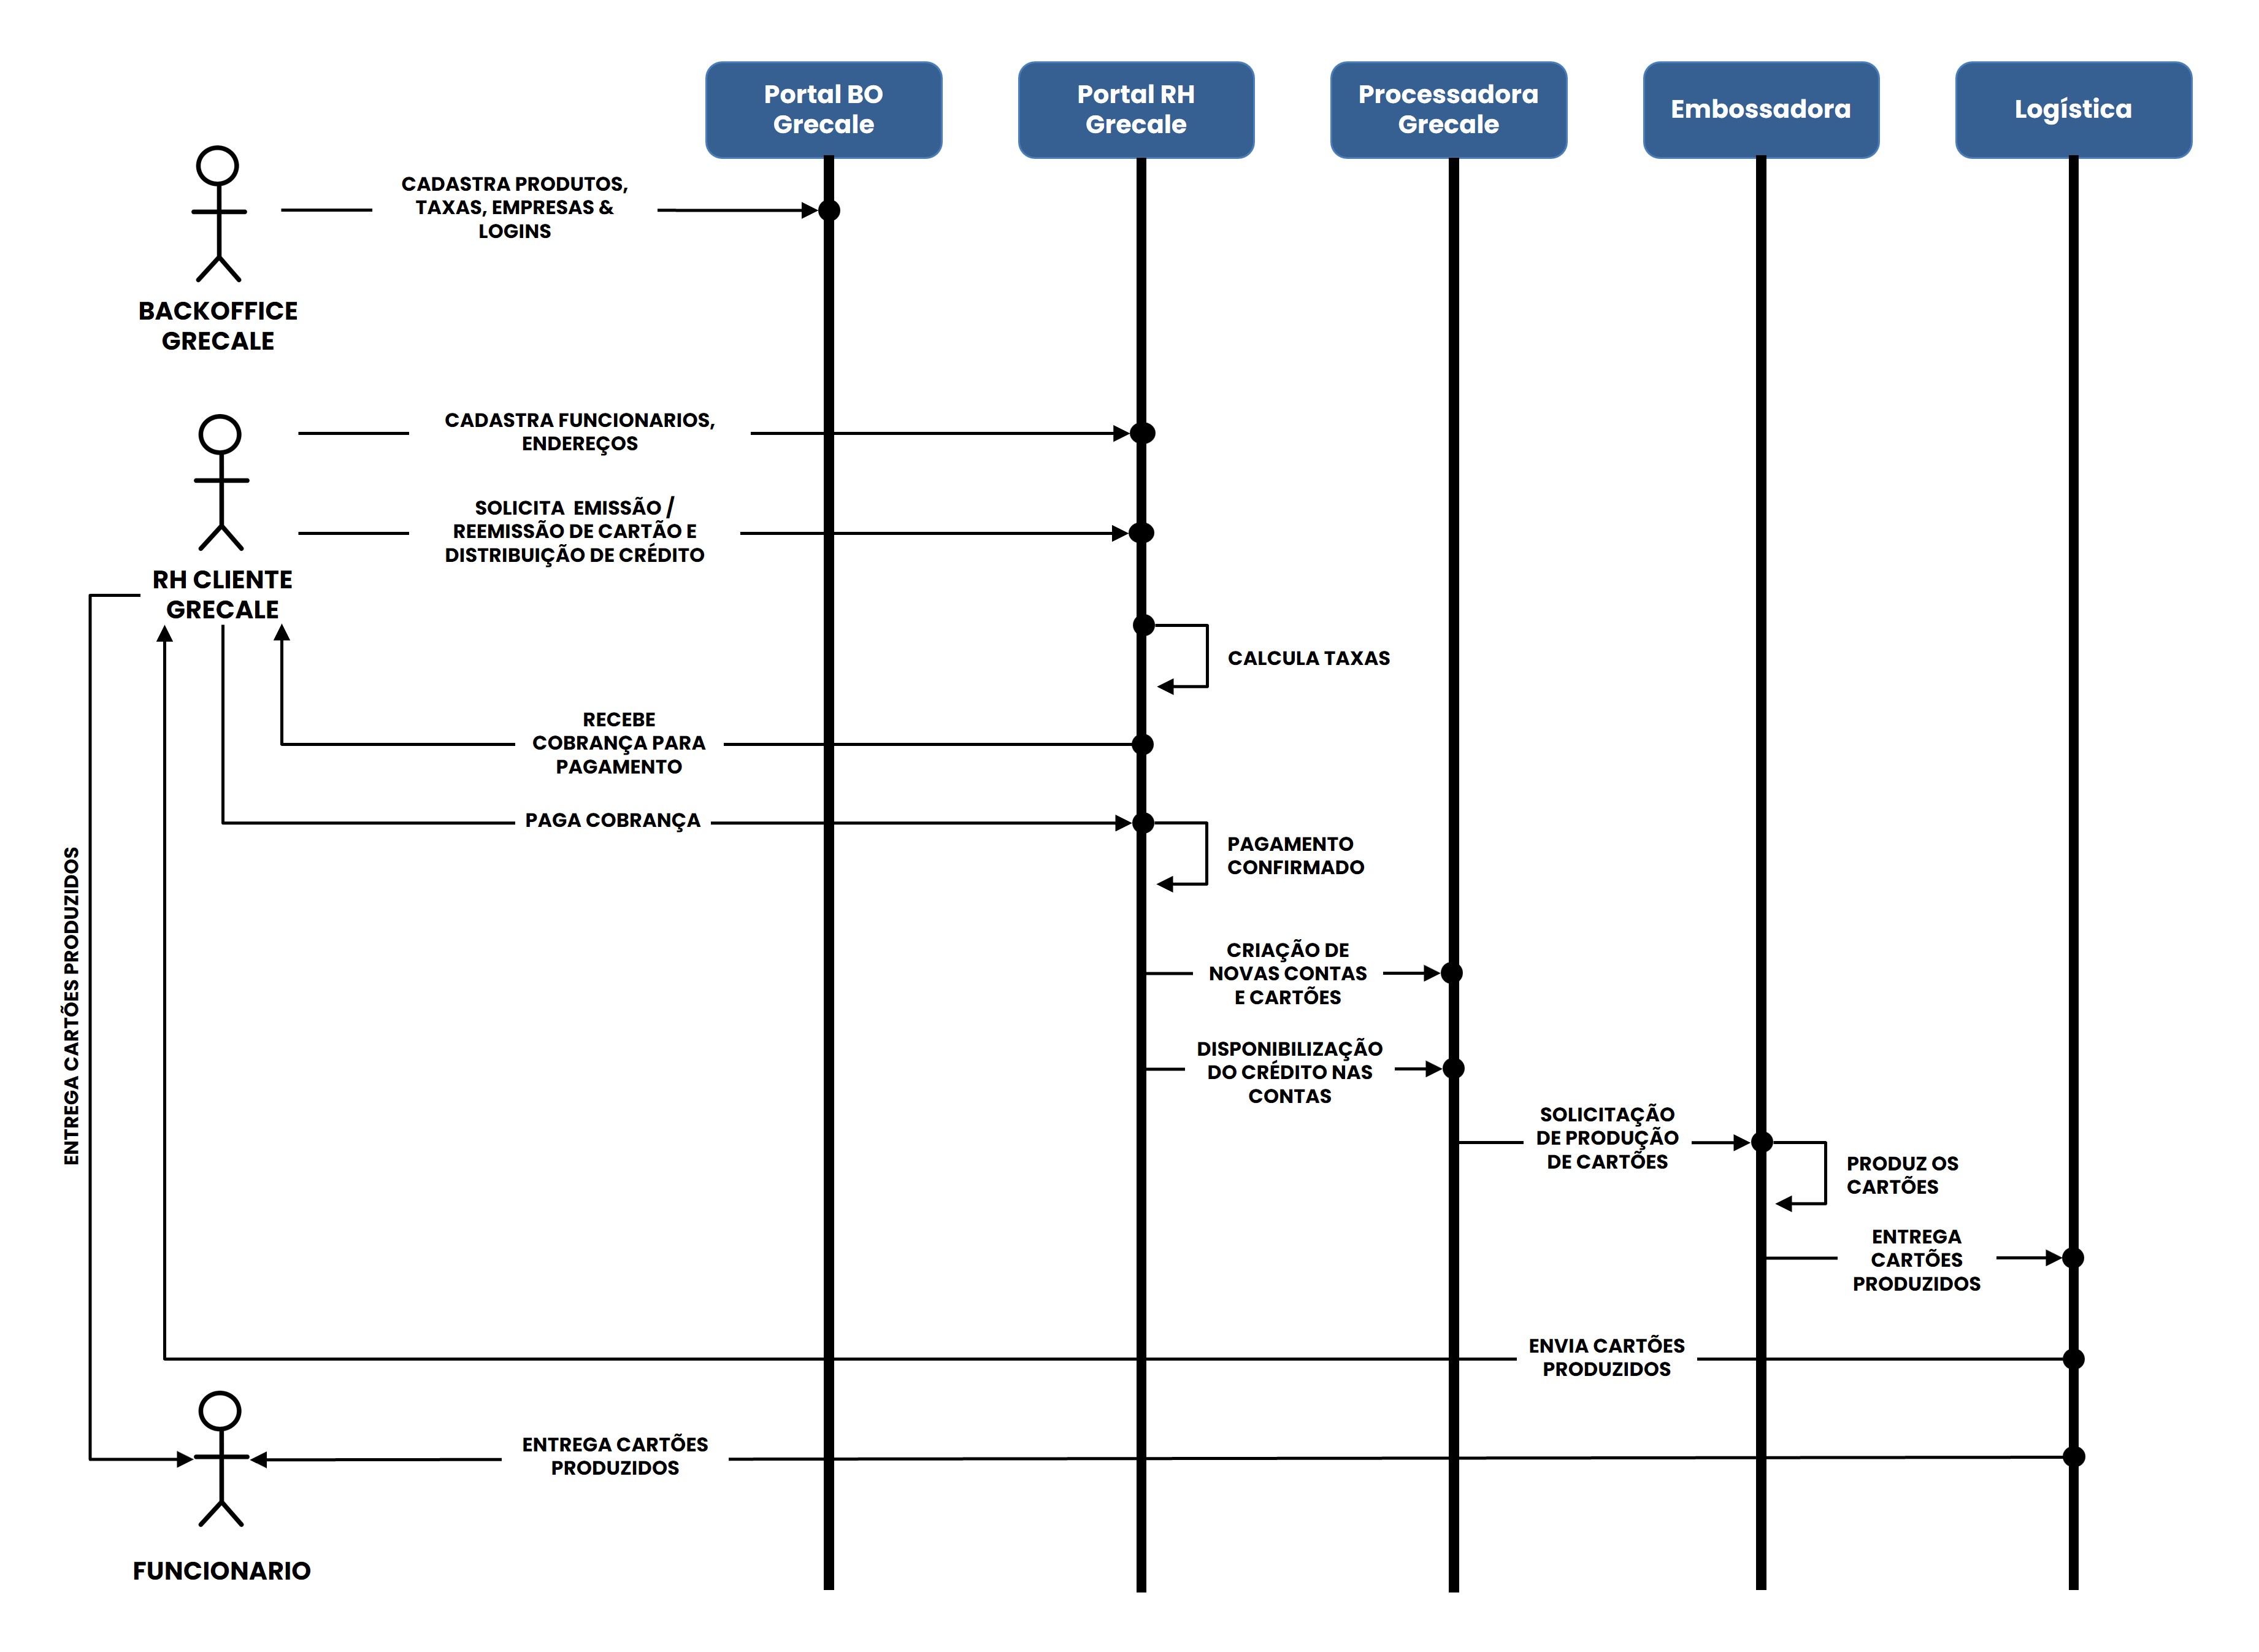 Portal BO
Grecale
Portal RH
Grecale
Processadora
Grecale
Embossadora
Logística
CADASTRA PRODUTOS,
TAXAS, EMPRESAS &
LOGINS
BACKOFFICE
GRECALE
CADASTRA FUNCIONARIOS,
ENDEREÇOS
SOLICITA EMISSÃO /
REEMISSÃO DE CARTÃO E
DISTRIBUIÇÃO DE CRÉDITO
RH CLIENTE
GRECALE
CALCULA TAXAS
RECEBE
COBRANÇA PARA
PAGAMENTO
PAGA COBRANÇA
PAGAMENTO
CONFIRMADO
ENTREGA CARTÕES PRODUZIDOS
CRIAÇÃO DE
NOVAS CONTAS
E CARTÕES
DISPONIBILIZAÇÃO
DO CRÉDITO NAS
CONTAS
SOLICITAÇÃO
DE PRODUÇÃO
DE CARTÕES
PRODUZ OS
CARTÕES
ENTREGA
CARTÕES
PRODUZIDOS
ENVIA CARTÕES
PRODUZIDOS
ENTREGA CARTÕES
PRODUZIDOS
FUNCIONARIO